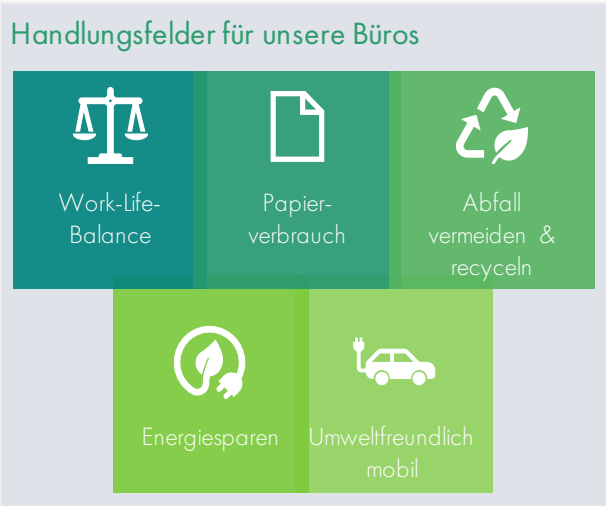 Handlungsfelder für unsere Büros
Work-Life-
Balance
Papier-
verbrauch
Abfall
vermeiden &
recyceln
Energiesparen
Umweltfreundlich
mobil